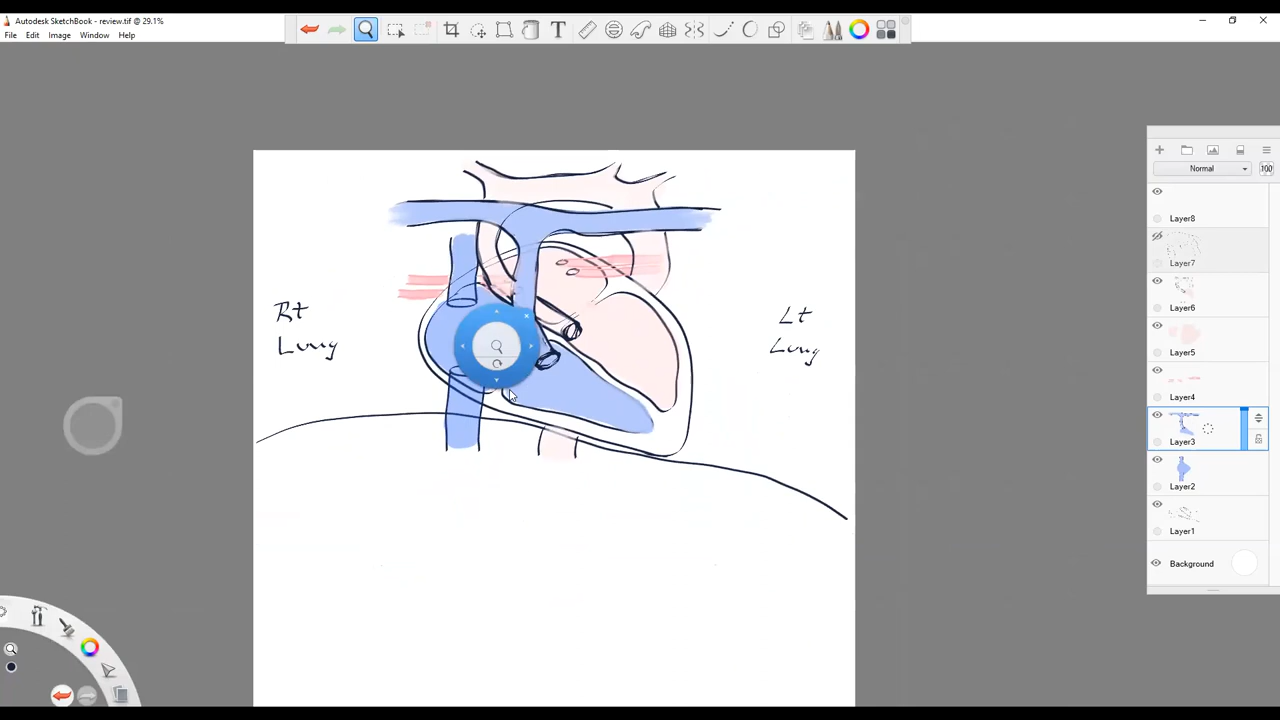 Autodesk SketchBook - review.tif @ 29.1%
File Edit Image Window Help
T
Normal 100
Layer8
Layer7
Layer6
Layer5
Layer4
Layer3
Layer2
Layer1
Background
Rt
Lung
Lt
Lung